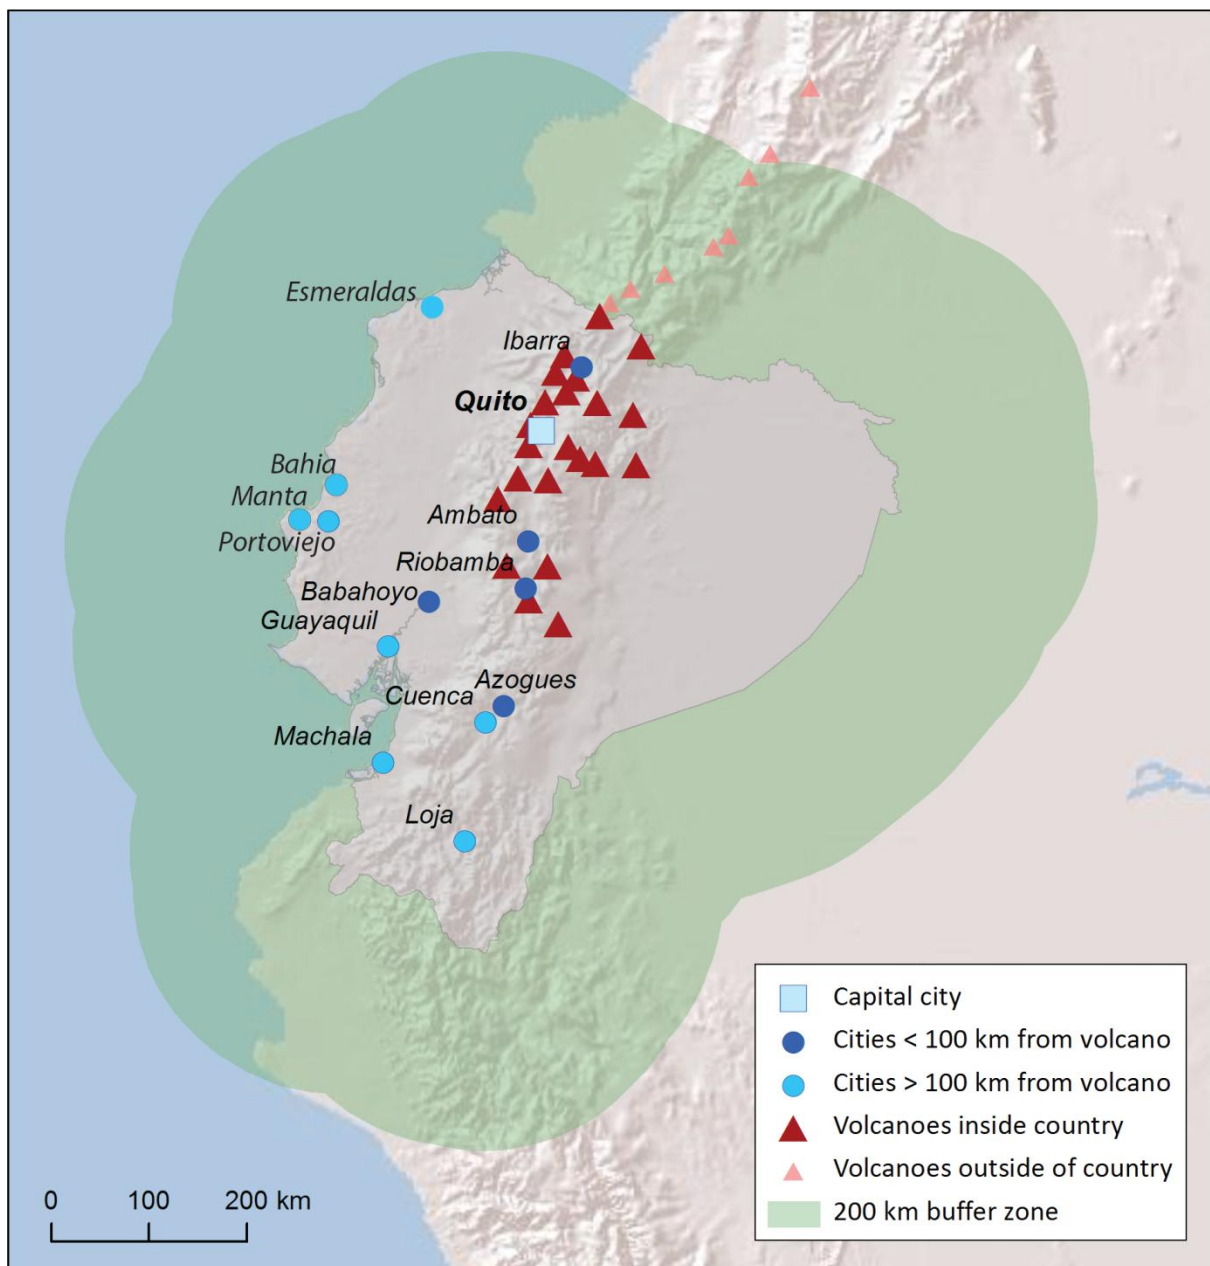 Esmeraldas
Ibarra
Quito
Bahia
Manta
Portoviejo
Ambato
Riobamba
Babahoyo
Guayaquil
Azogues
Cuenca
Machala
Loja
Capital city
Cities < 100 km from volcano
Cities > 100 km from volcano
Volcanoes inside country
Volcanoes outside of country
200 km buffer zone
0 100 200 km